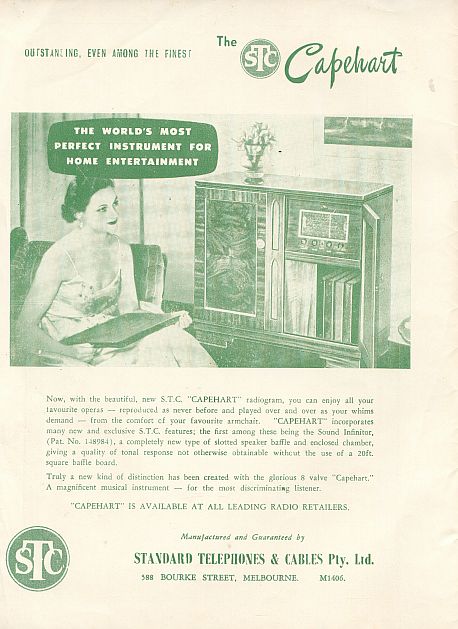 OUTSTANDING, EVEN AMONG THE FINEST
The STC Capehart
THE WORLD'S MOST
PERFECT INSTRUMENT FOR
HOME ENTERTAINMENT
Now, with the beautiful, new S.T.C. "CAPEHART" radiogram, you can enjoy all your
favourite operas — reproduced as never before and played over and over as your whims
demand — from the comfort of your favourite armchair. "CAPEHART" incorporates
many new and exclusive S.T.C. features; the first among these being the Sound Infinitor,
(Pat. No. 148984), a completely new type of slotted speaker baffle and enclosed chamber,
giving a quality of tonal response not otherwise obtainable without the use of a 20ft.
square baffle board.
Truly a new kind of distinction has been created with the glorious 8 valve "Capehart."
A magnificent musical instrument — for the most discriminating listener.
"CAPEHART" IS AVAILABLE AT ALL LEADING RADIO RETAILERS.
Manufactured and Guaranteed by
STC
STANDARD TELEPHONES & CABLES Pty. Ltd.
588 BOURKE STREET, MELBOURNE. M1406.